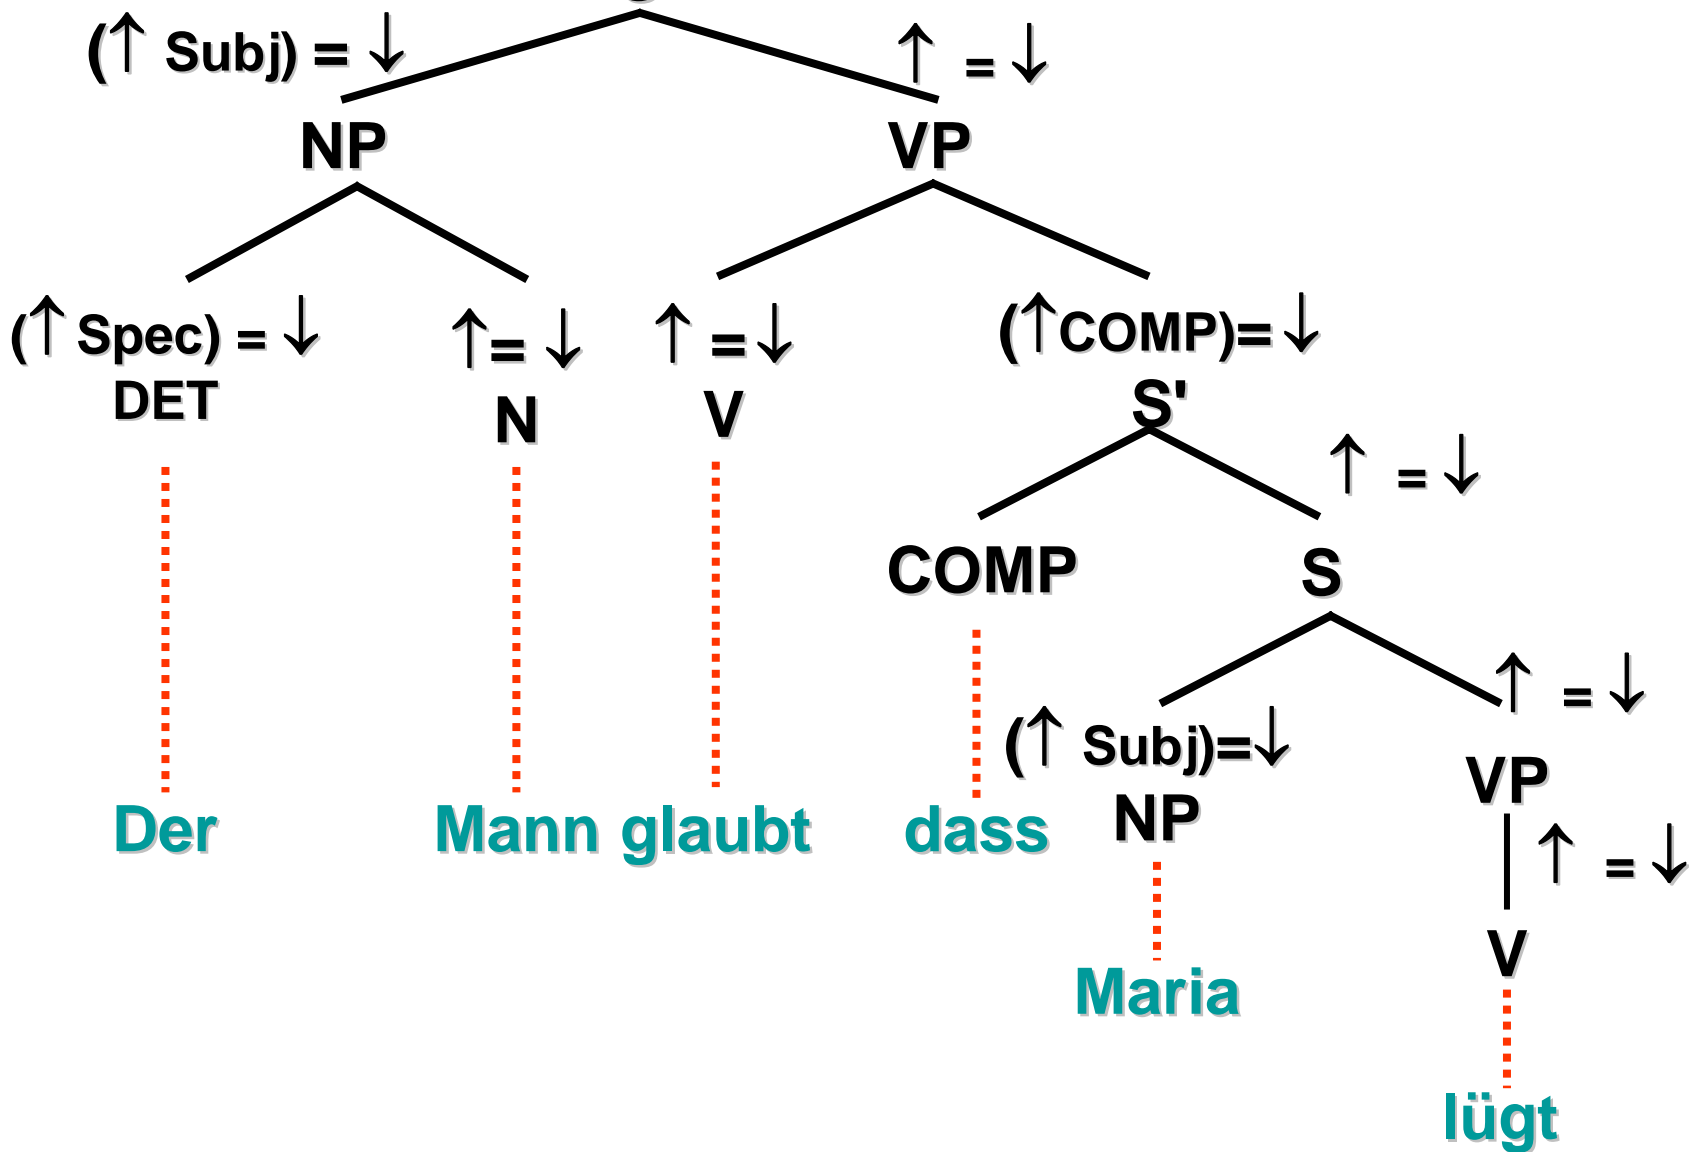 (↑ Subj) = ↓ ↑ = ↓
NP VP
(↑ Spec) = ↓ ↑= ↓ ↑ = ↓ (↑COMP)= ↓
DET N V S'
↑ = ↓
COMP S
↑ = ↓
(↑ Subj)=↓
NP VP
Der Mann glaubt dass
↑ = ↓
V
Maria
lügt